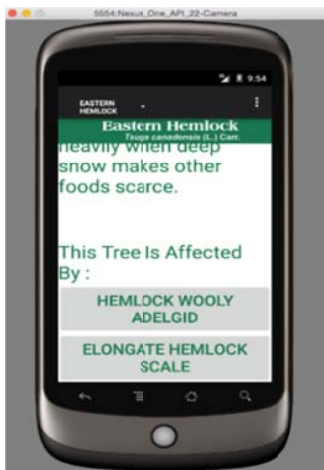 5554:Nexus_One_API_22-Camera
9:54
EASTERN
HEMLOCK
Eastern Hemlock
Tsuga canadensis (L.) Carr.
heavily when deep
snow makes other
foods scarce.
This Tree Is Affected
By :
HEMLOCK WOOLY
ADELGID
ELONGATE HEMLOCK
SCALE